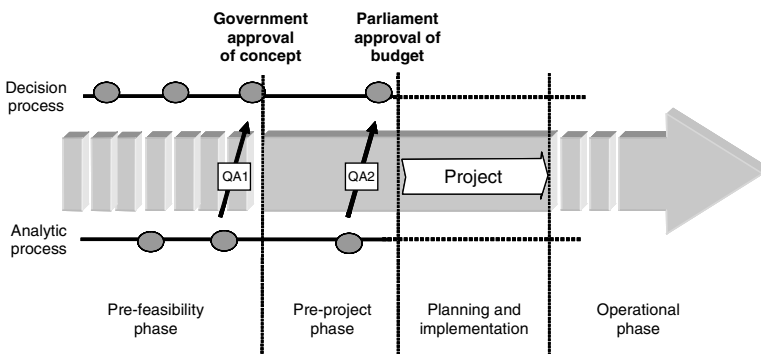 Government
approval
of concept
Parliament
approval of
budget
Decision
process
QA1
QA2
Project
Analytic
process
Pre-feasibility
phase
Pre-project
phase
Planning and
implementation
Operational
phase